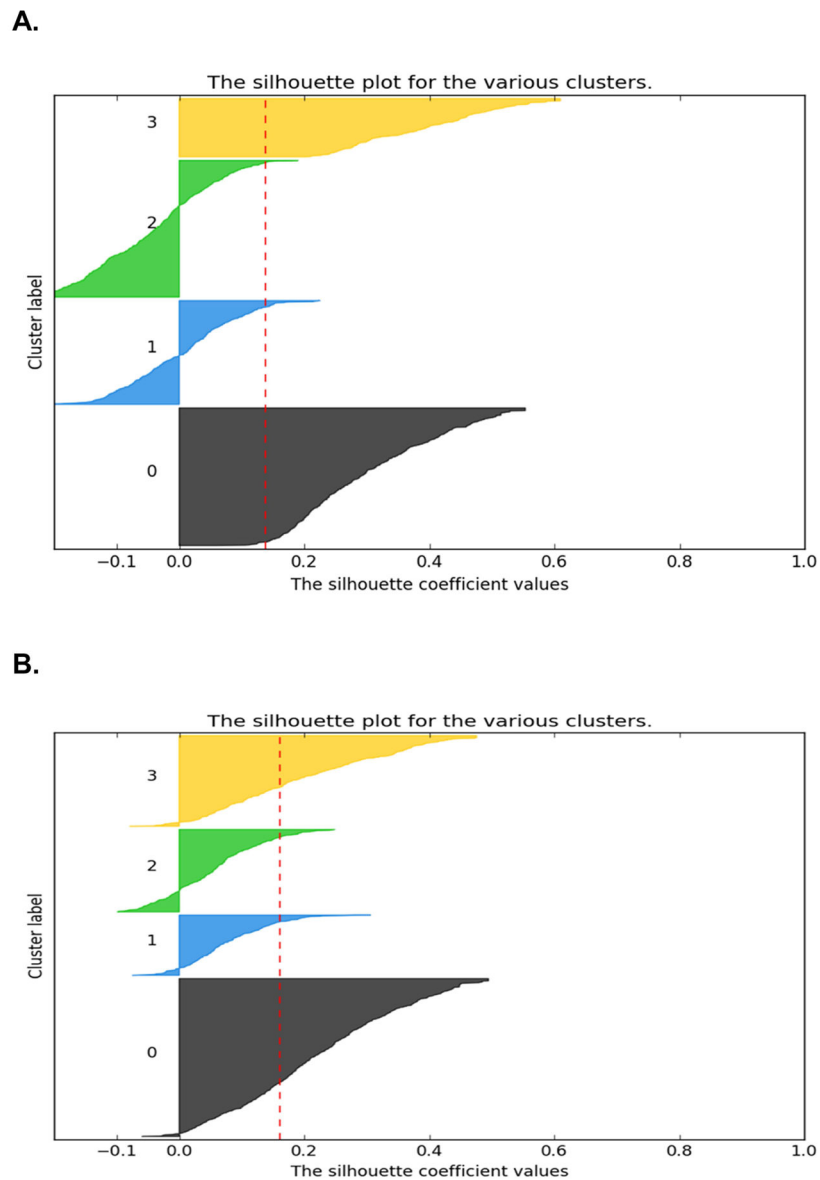 A.
The silhouette plot for the various clusters.
3
2
1
0
Cluster label
−0.1 0.0 0.2 0.4 0.6 0.8 1.0
The silhouette coefficient values
B.
The silhouette plot for the various clusters.
3
2
1
0
Cluster label
−0.1 0.0 0.2 0.4 0.6 0.8 1.0
The silhouette coefficient values